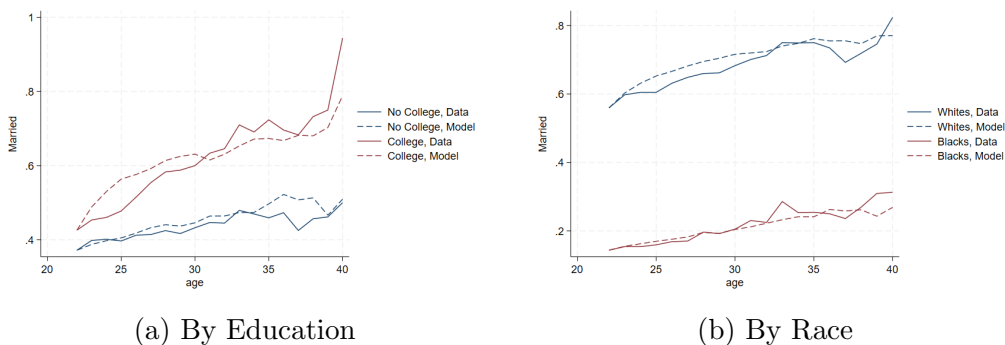 1
.8
.6
.4
Married
20
25
30
35
40
age
No College, Data
No College, Model
College, Data
College, Model
(a) By Education
.8
.6
.4
.2
Married
20
25
30
35
40
age
Whites, Data
Whites, Model
Blacks, Data
Blacks, Model
(b) By Race